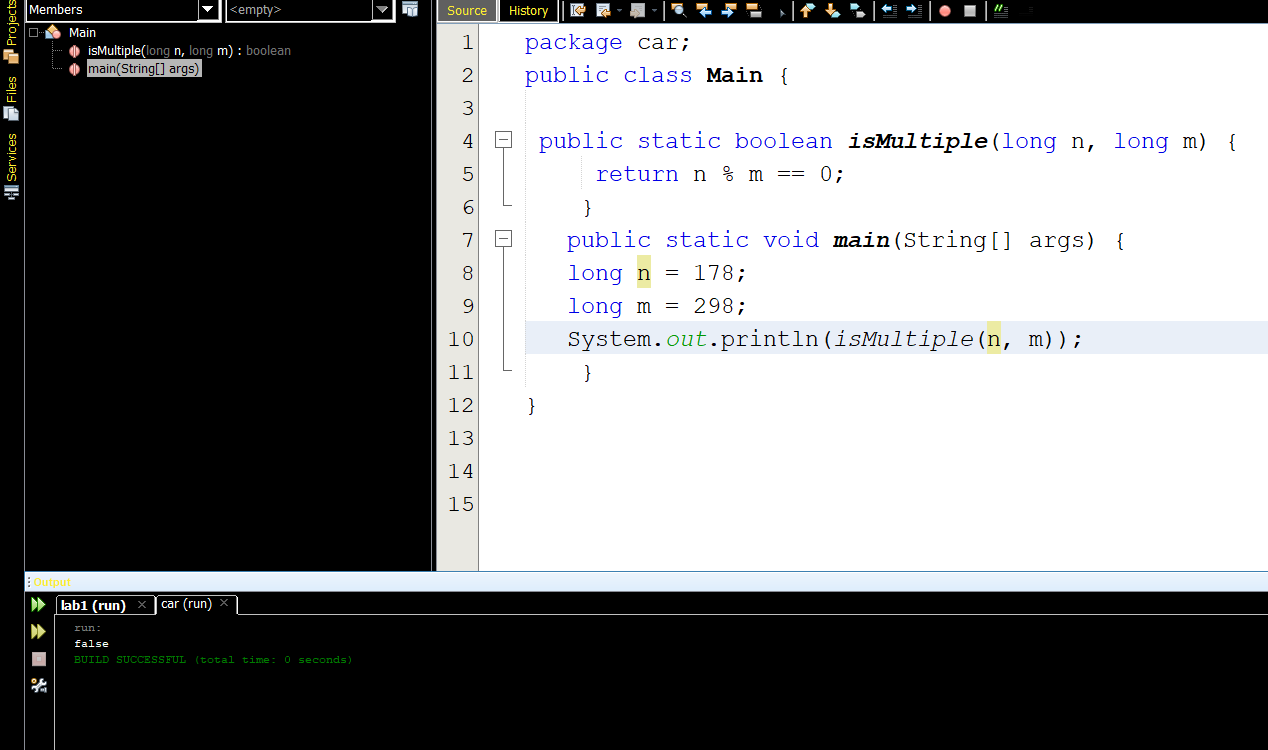 Members
<empty>
Source
History
Projects
Files
Services
Main
isMultiple(long n, long m) : boolean
main(String[] args)
1 package car;
2 public class Main {
3
4 public static boolean isMultiple(long n, long m) {
5 return n % m == 0;
6 }
7 public static void main(String[] args) {
8 long n = 178;
9 long m = 298;
10 System.out.println(isMultiple(n, m));
11 }
12 }
13
14
15
Output
lab1 (run)
car (run)
run:
false
BUILD SUCCESSFUL (total time: 0 seconds)